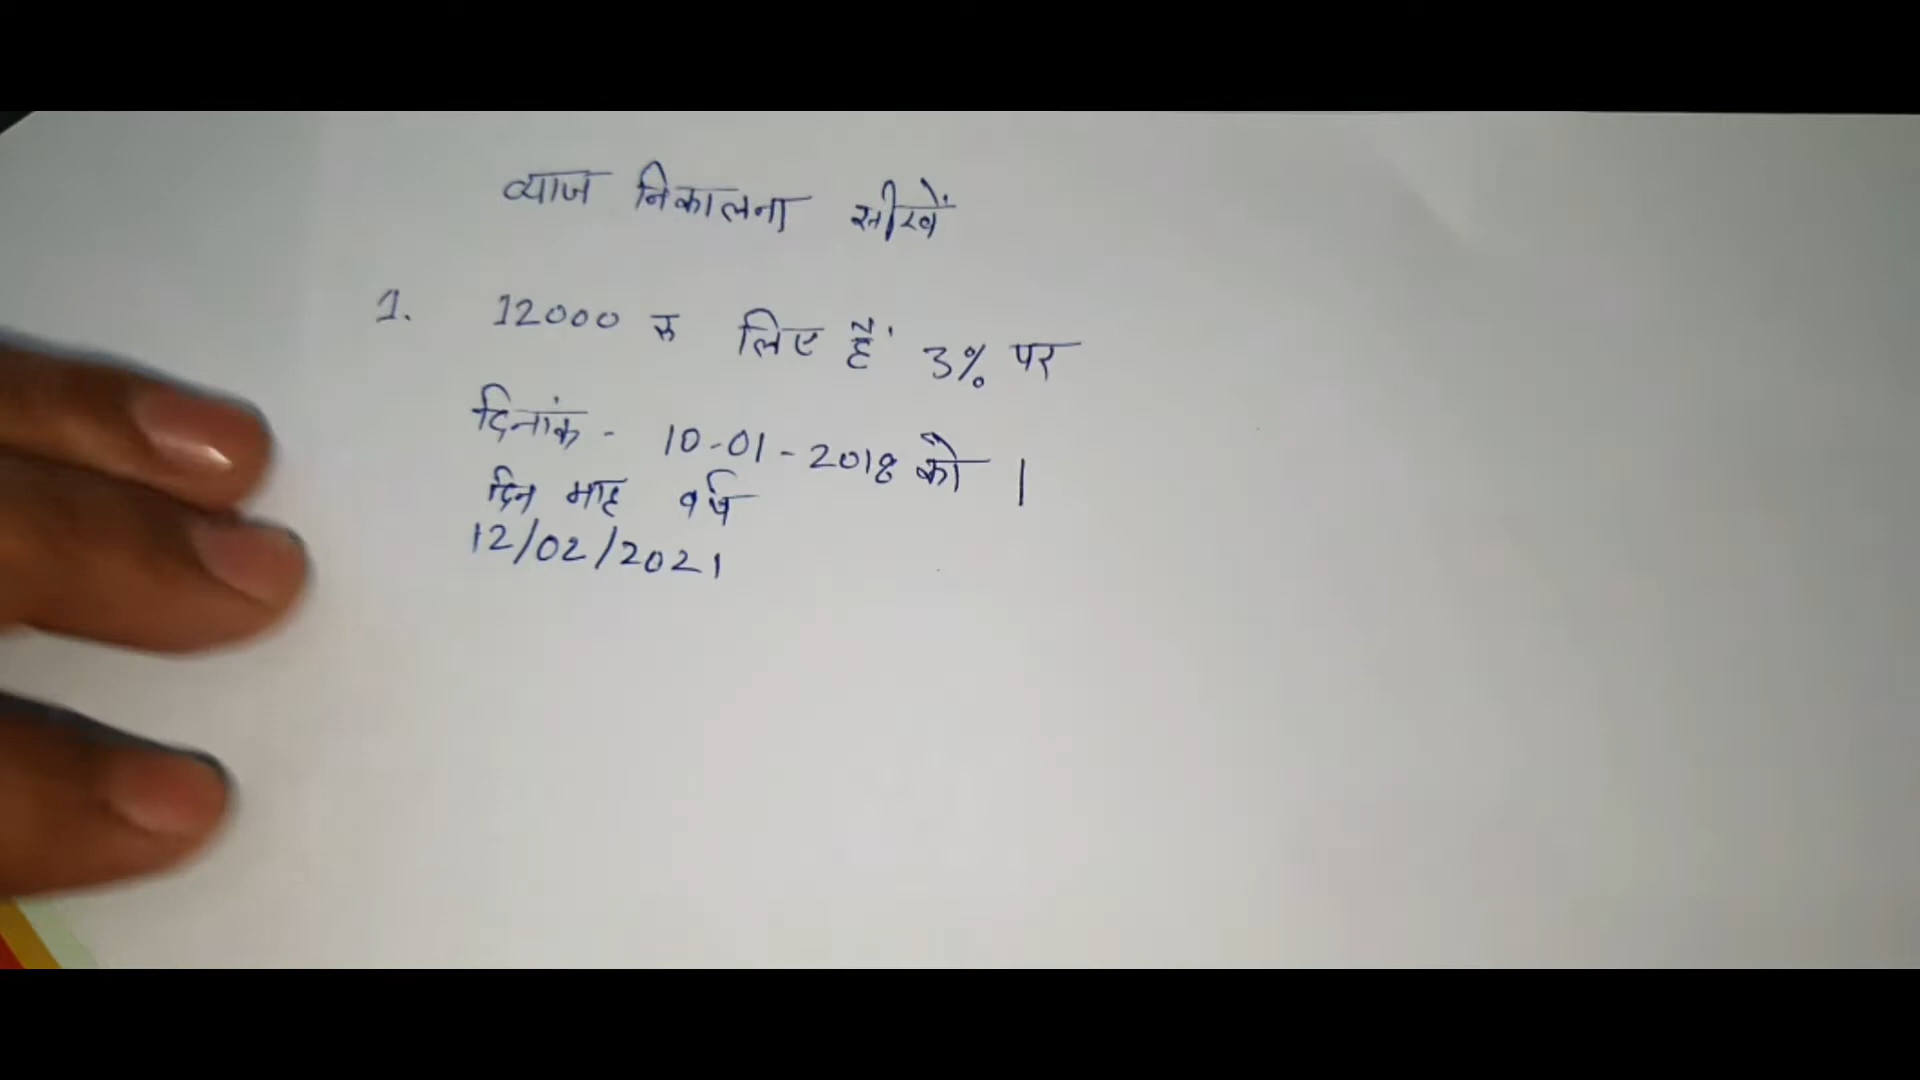 ब्याज निकालना सीखें
1. 12000 रु लिए हैं 3% पर
दिनांक - 10-01-2018 को ।
दिन माह वर्ष
12/02/2021